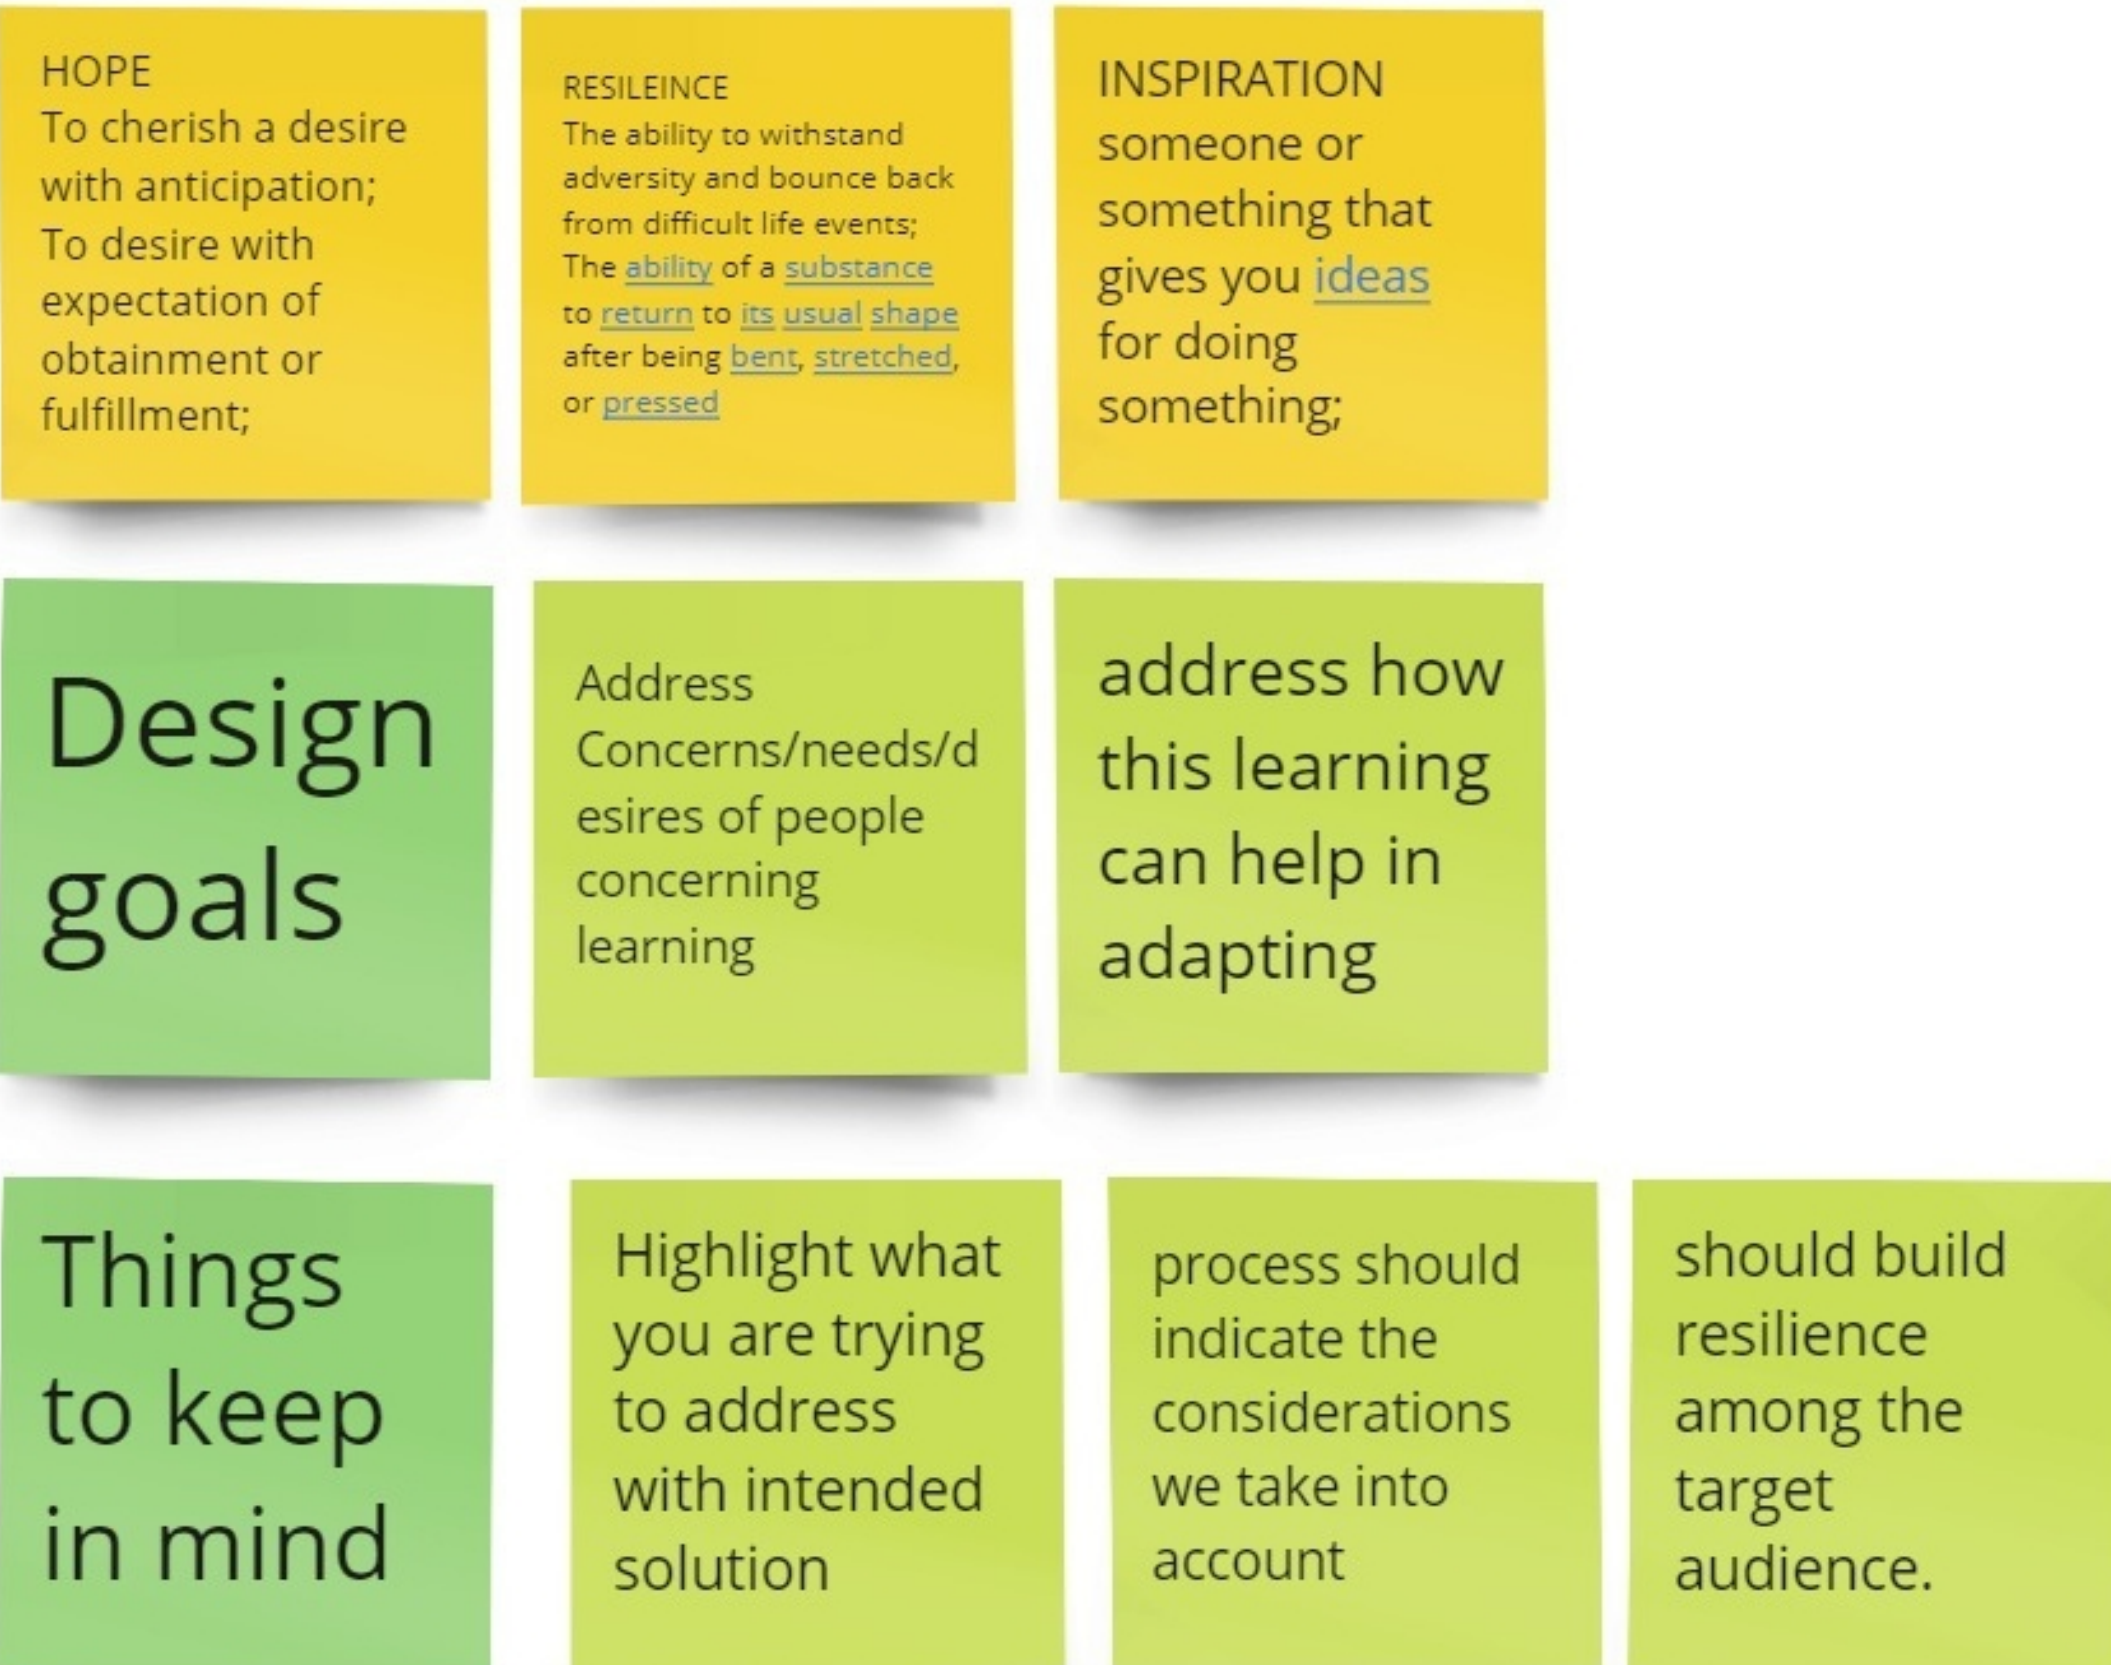 HOPE
To cherish a desire
with anticipation;
To desire with
expectation of
obtainment or
fulfillment;
RESILEINCE
The ability to withstand
adversity and bounce back
from difficult life events;
The ability of a substance
to return to its usual shape
after being bent, stretched,
or pressed
INSPIRATION
someone or
something that
gives you ideas
for doing
something;
Design
goals
Address
Concerns/needs/d
esires of people
concerning
learning
address how
this learning
can help in
adapting
Things
to keep
in mind
Highlight what
you are trying
to address
with intended
solution
process should
indicate the
considerations
we take into
account
should build
resilience
among the
target
audience.